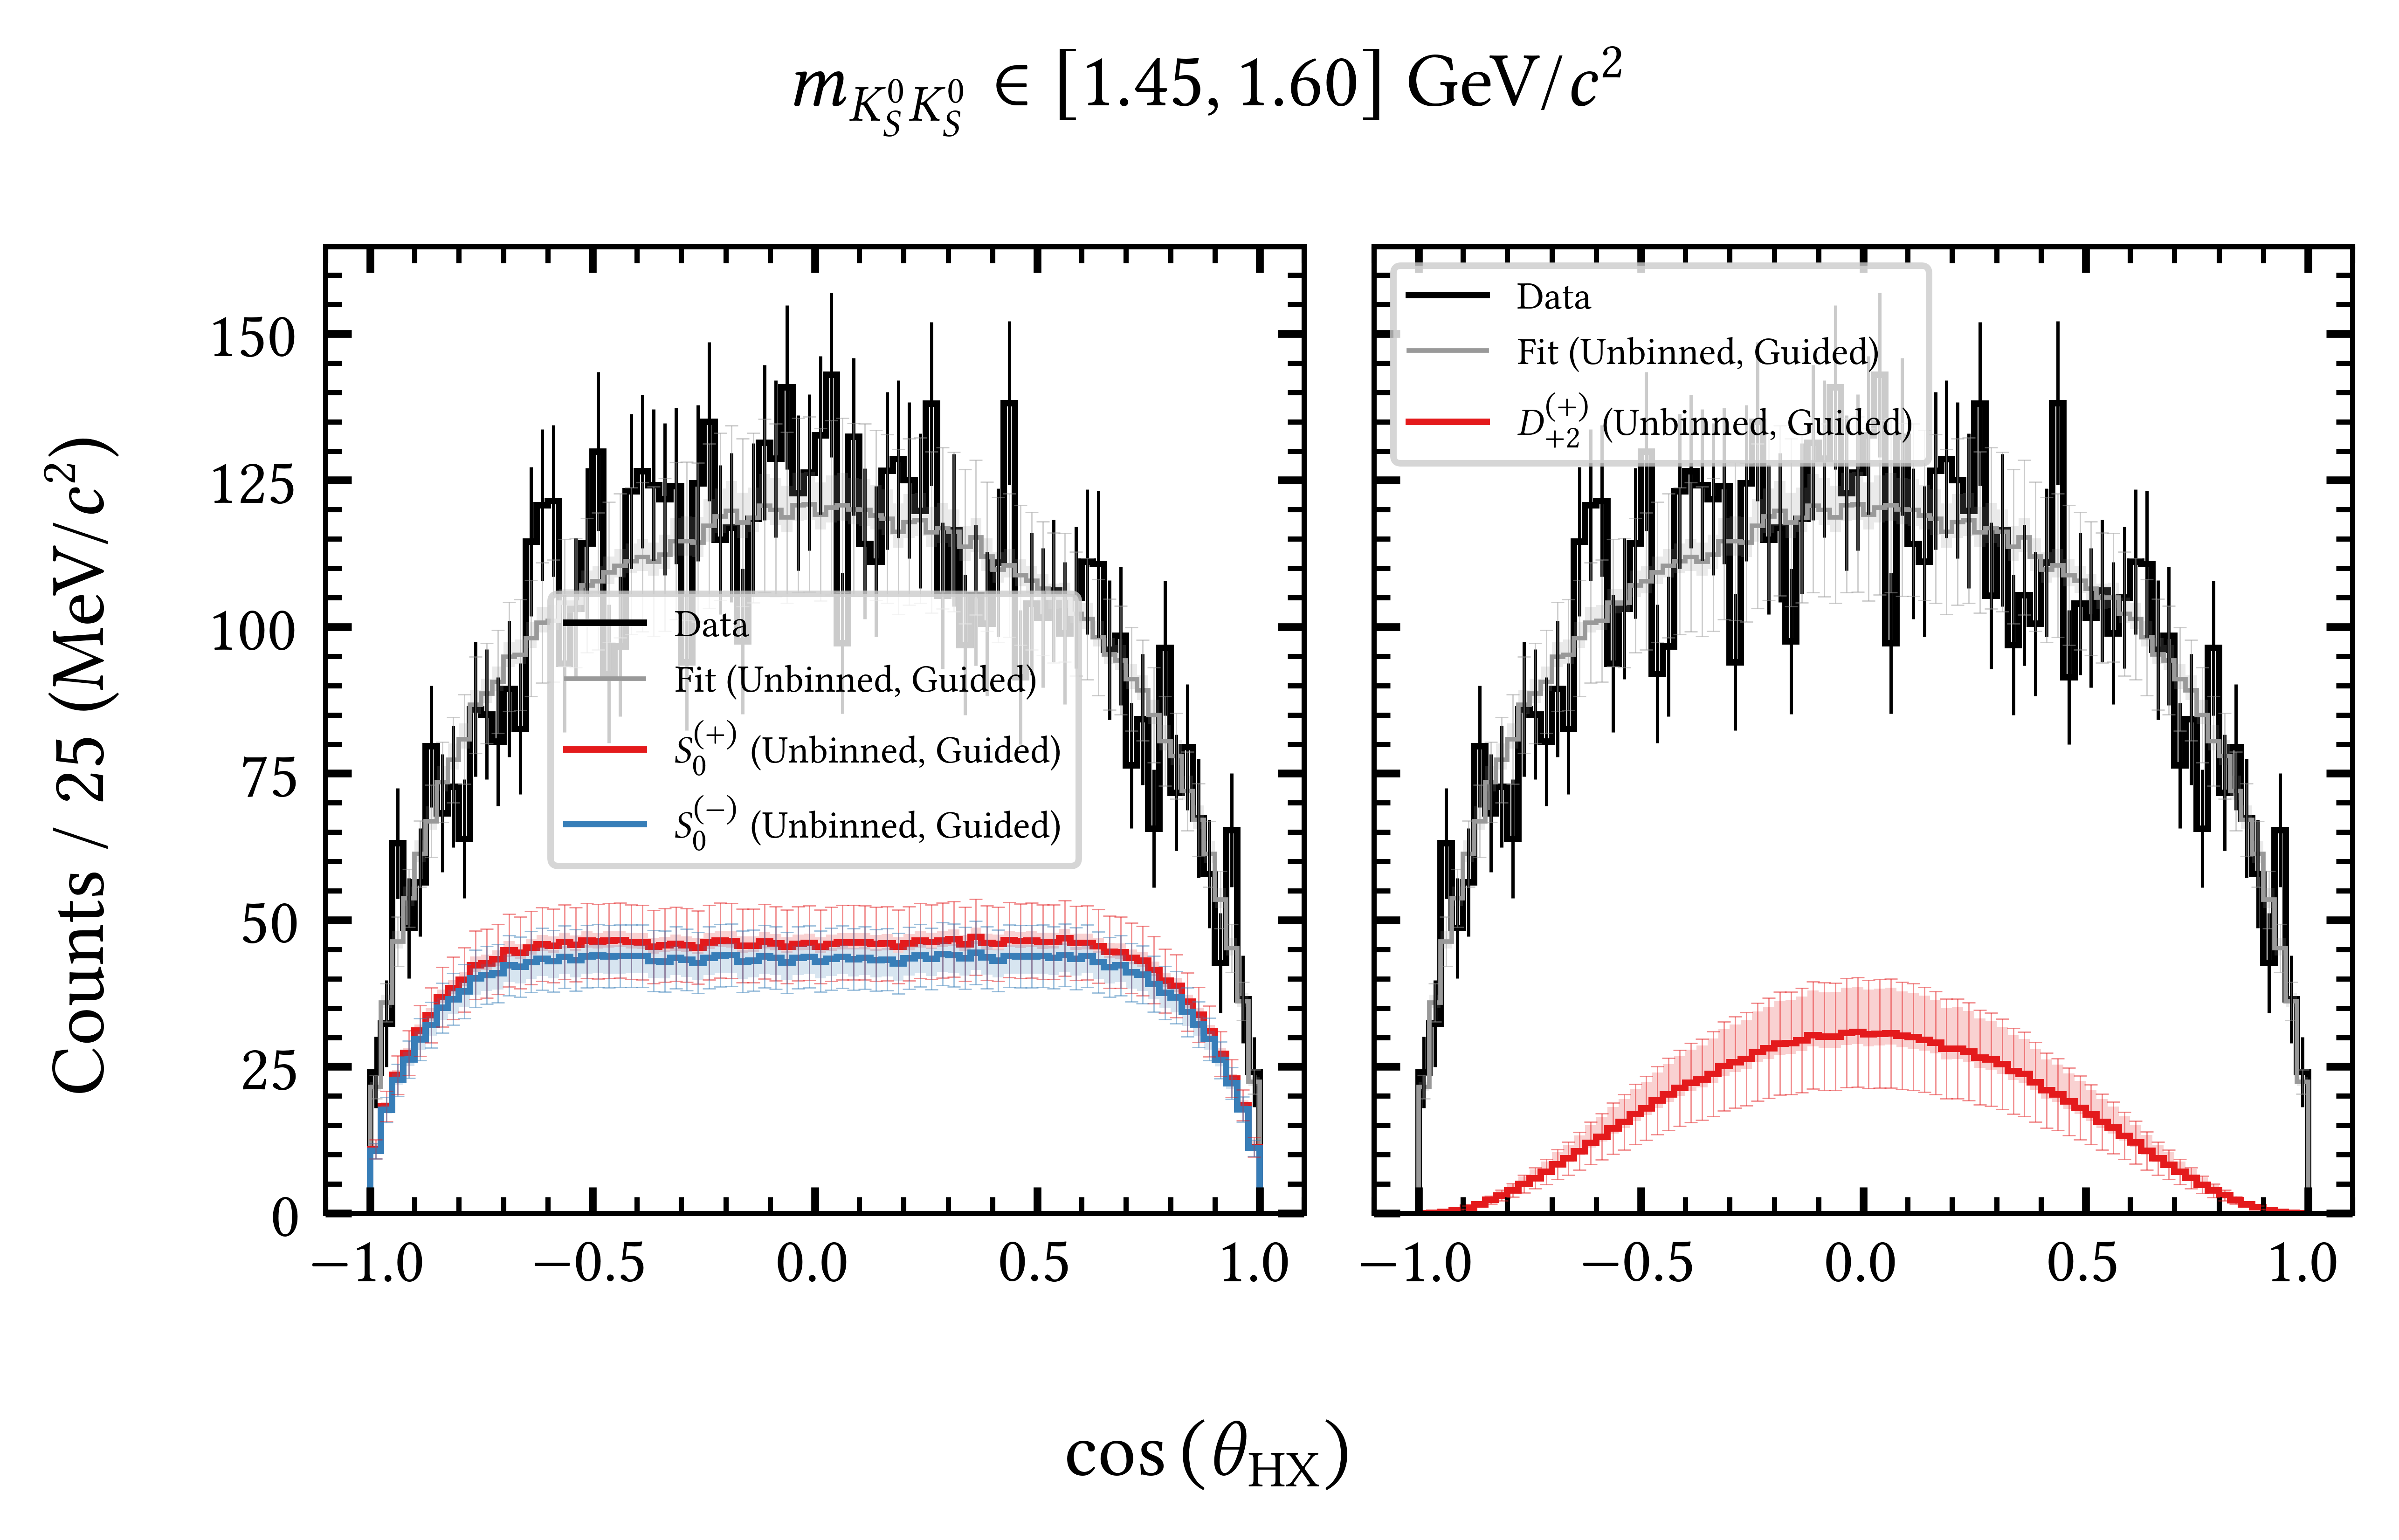 m_{K_S^0 K_S^0} ∈ [1.45, 1.60] GeV/c²
Counts / 25 (MeV/c²)
150
125
100
75
50
25
0
Data
Fit (Unbinned, Guided)
S_0^{(+)} (Unbinned, Guided)
S_0^{(−)} (Unbinned, Guided)
−1.0 −0.5 0.0 0.5 1.0
Data
Fit (Unbinned, Guided)
D_{+2}^{(+)} (Unbinned, Guided)
−1.0 −0.5 0.0 0.5 1.0
cos (θ_{HX})